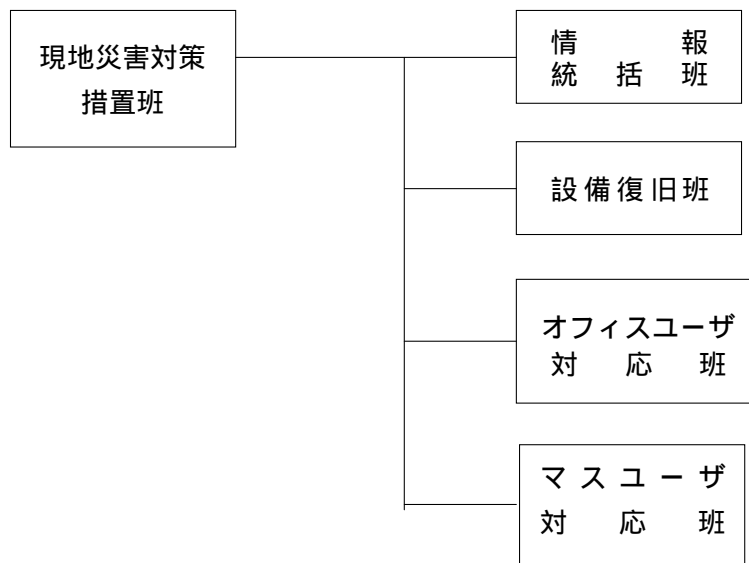 現地災害対策
措置班
情報
統括班
設備復旧班
オフィスユーザ
対応班
マスユーザ
対応班